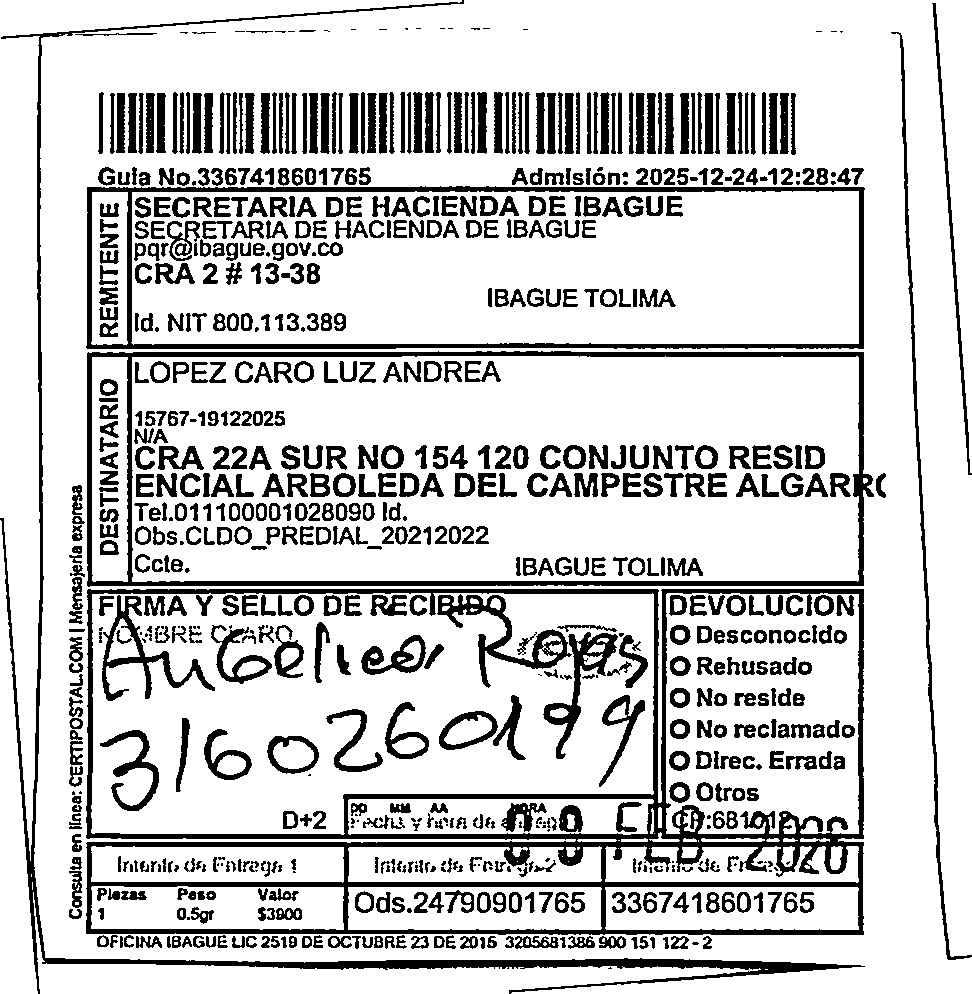 Guia No.3367418601765 Admisión: 2025-12-24-12:28:47
REMITENTE
SECRETARIA DE HACIENDA DE IBAGUE
SECRETARIA DE HACIENDA DE IBAGUE
pqr@ibague.gov.co
CRA 2 # 13-38
IBAGUE TOLIMA
Id. NIT 800.113.389
DESTINATARIO
LOPEZ CARO LUZ ANDREA
15767-19122025
N/A
CRA 22A SUR NO 154 120 CONJUNTO RESID
ENCIAL ARBOLEDA DEL CAMPESTRE ALGARR
Tel.011100001028090 Id.
Obs.CLDO_PREDIAL_20212022
Ccte. IBAGUE TOLIMA
Consulta en línea: CERTIPOSTAL.COM | Mensajería expresa
FIRMA Y SELLO DE RECIBIDO
NOMBRE CLARO
Angelica Rojas
3160260199
DEVOLUCION
Desconocido
Rehusado
No reside
No reclamado
Direc. Errada
Otros
D+2
DD MM AA HORA
Fecha y hora de entrega
09 FEB 2026
Intento de Entrega 1 Intento de Entrega 2 Intento de Entrega
Piezas Peso Valor
1 0.5gr $3900
Ods.24790901765 3367418601765
OFICINA IBAGUE LIC 2519 DE OCTUBRE 23 DE 2015 3205681386 900 151 122 - 2